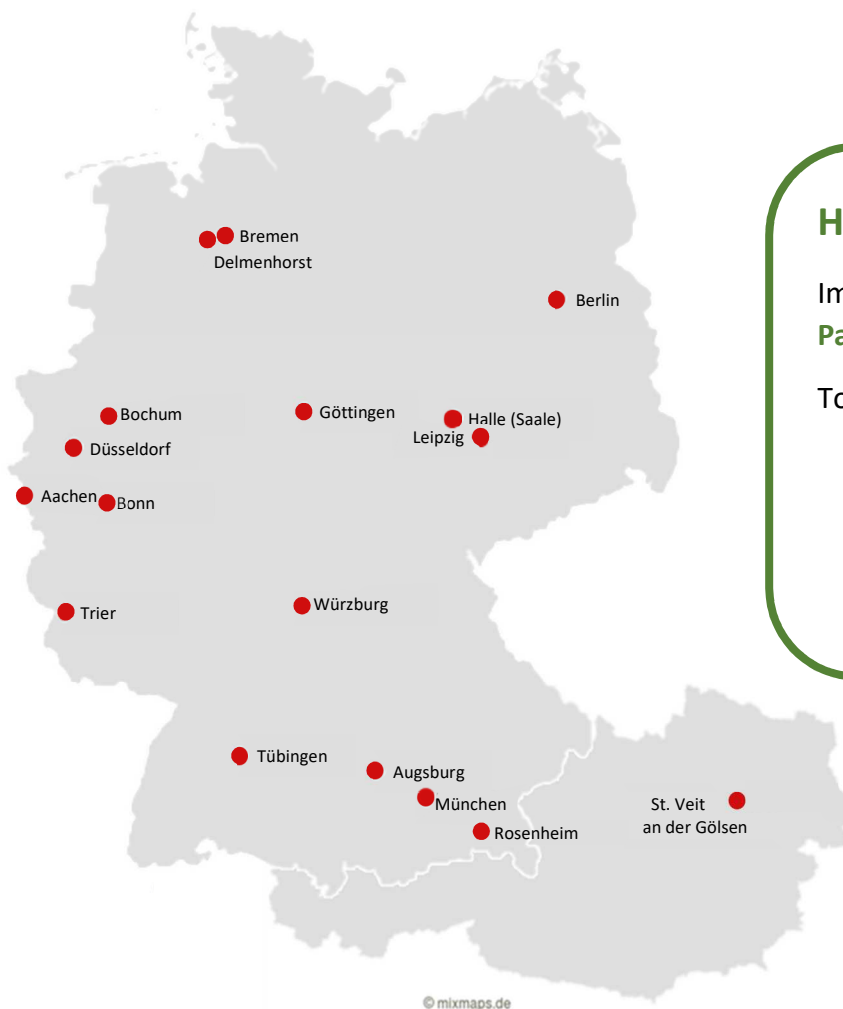 Bremen
Delmenhorst
Berlin
Bochum
Göttingen
Halle (Saale)
Leipzig
Düsseldorf
Aachen
Bonn
Trier
Würzburg
Tübingen
Augsburg
München
Rosenheim
St. Veit
an der Gölsen
© mixmaps.de